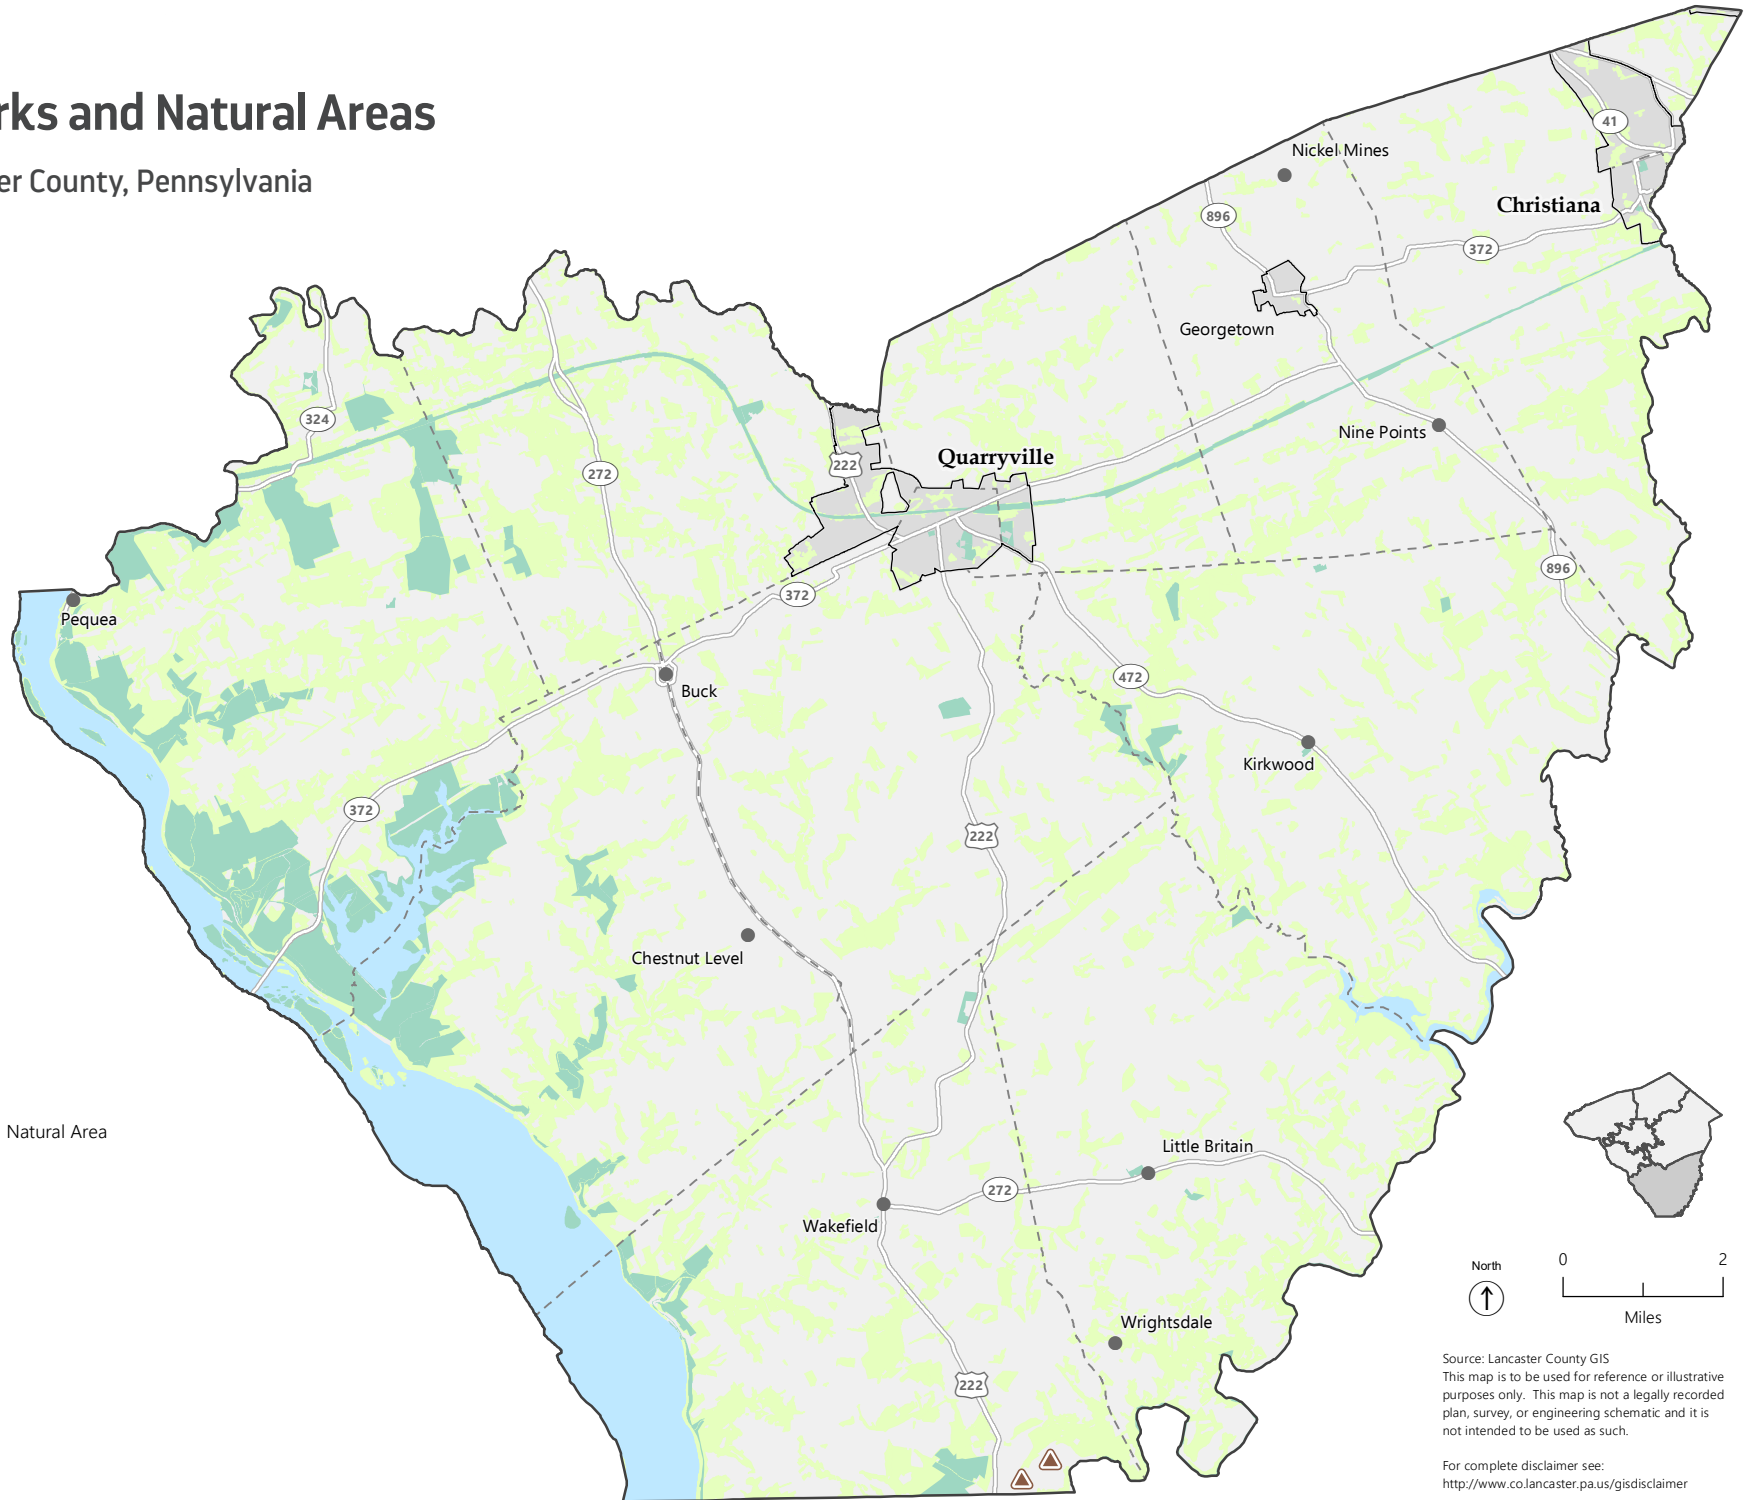 rks and Natural Areas
er County, Pennsylvania
41
Nickel Mines
Christiana
896
372
Georgetown
324
Nine Points
Quarryville
222
272
896
372
Pequea
472
Buck
Kirkwood
372
222
Chestnut Level
Natural Area
Little Britain
272
Wakefield
North
0 2
Miles
Wrightsdale
222
Source: Lancaster County GIS
This map is to be used for reference or illustrative
purposes only. This map is not a legally recorded
plan, survey, or engineering schematic and it is
not intended to be used as such.
For complete disclaimer see:
http://www.co.lancaster.pa.us/gisdisclaimer